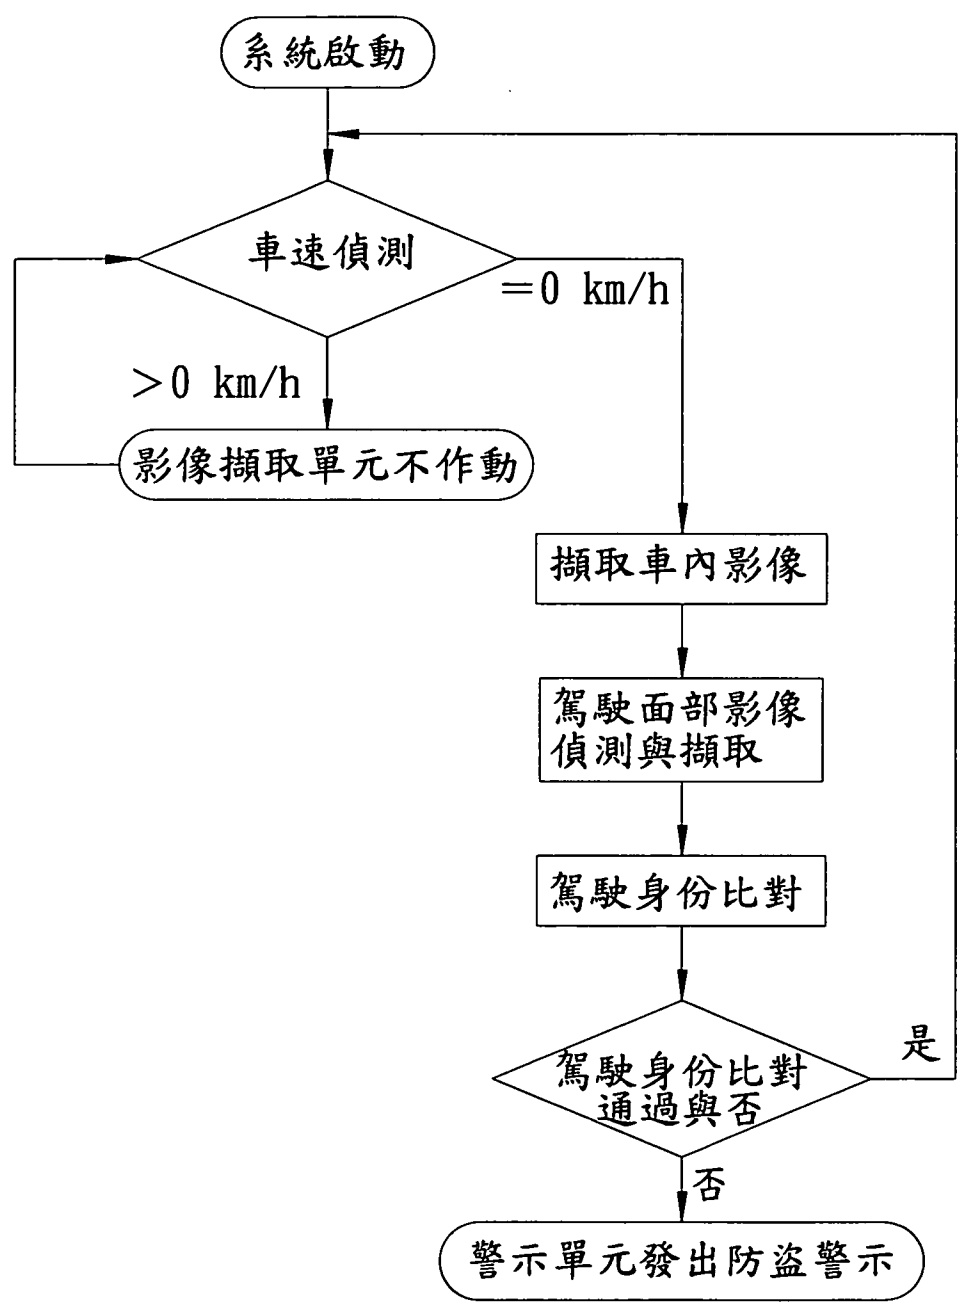 系統啟動
車速偵測
＝0 km/h
＞0 km/h
影像擷取單元不作動
擷取車內影像
駕駛面部影像
偵測與擷取
駕駛身份比對
是
駕駛身份比對
通過與否
否
警示單元發出防盜警示